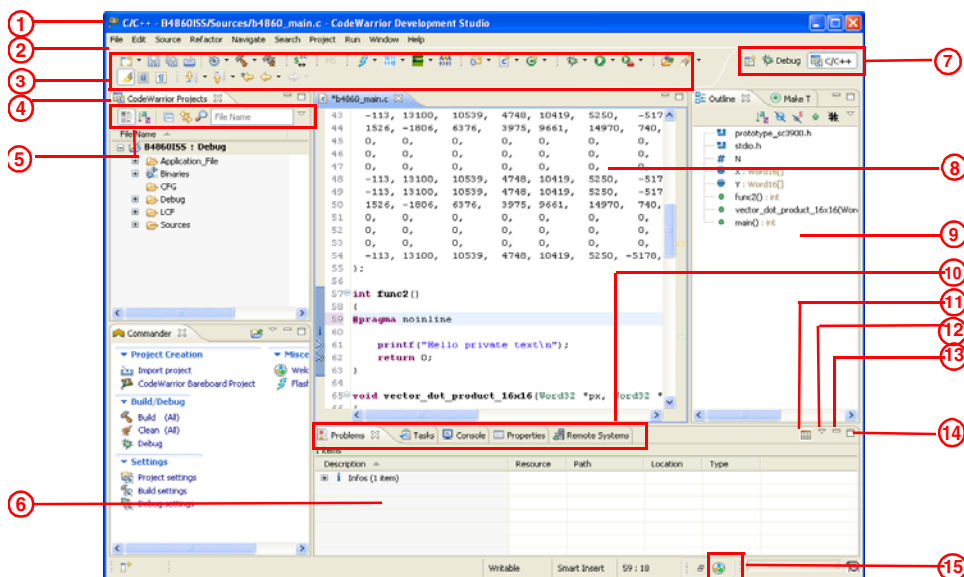 1
C/C++ - B4860ISS/Sources/b4860_main.c - CodeWarrior Development Studio
2
File Edit Source Refactor Navigate Search Project Run Window Help
3
Debug C/C++
7
4
CodeWarrior Projects
*b4860_main.c
Outline Make T
File Name
5
File Name
B4860ISS : Debug
Application_File
Binaries
CFG
Debug
LCF
Sources
43 -113, 13100, 10539, 4748, 10419, 5250, -517
44 1526, -1806, 6376, 3975, 9661, 14970, 740,
45 0, 0, 0, 0, 0, 0, 0,
46 0, 0, 0, 0, 0, 0, 0,
47 0, 0, 0, 0, 0, 0, 0,
48 -113, 13100, 10539, 4748, 10419, 5250, -517
49 -113, 13100, 10539, 4748, 10419, 5250, -517
50 1526, -1806, 6376, 3975, 9661, 14970, 740,
51 0, 0, 0, 0, 0, 0, 0,
52 0, 0, 0, 0, 0, 0, 0,
53 0, 0, 0, 0, 0, 0, 0,
54 -113, 13100, 10539, 4748, 10419, 5250, -5178,
55 };
56
57 int func2()
58 {
59 #pragma noinline
60
61 printf("Hello private text\n");
62 return 0;
63 }
64
65 void vector_dot_product_16x16(Word32 *px, Word32 *
66 {
8
prototype_sc3900.h
stdio.h
N
X : Word16[]
Y : Word16[]
func2() : int
vector_dot_product_16x16(Wor
main() : int
9
10
11
12
13
Commander
Project Creation
Import project
CodeWarrior Bareboard Project
Misce
Welc
Flash
Build/Debug
Build (All)
Clean (All)
Debug
Settings
Project settings
Build settings
Debug settings
6
Problems Tasks Console Properties Remote Systems
14
1 items
Description Resource Path Location Type
i Infos (1 item)
Writable Smart Insert 59 : 18
15